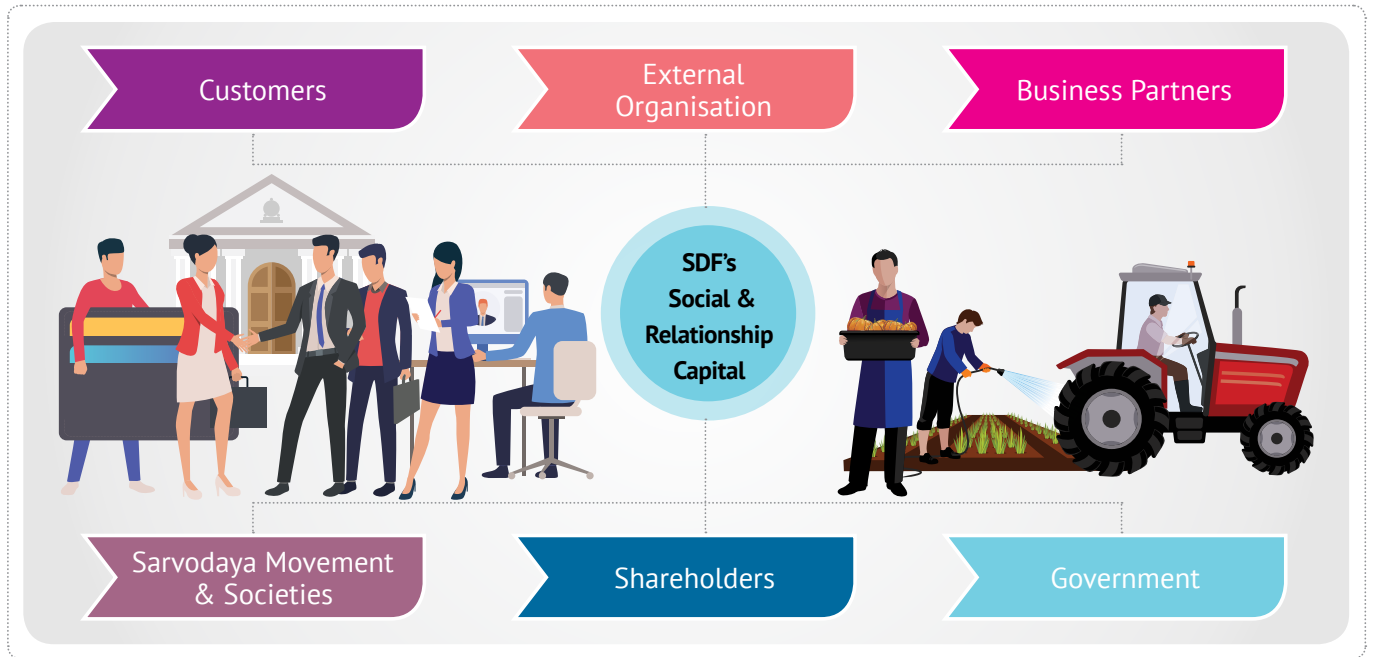 Customers
External
Organisation
Business Partners
SDF’s
Social &
Relationship
Capital
Sarvodaya Movement
& Societies
Shareholders
Government